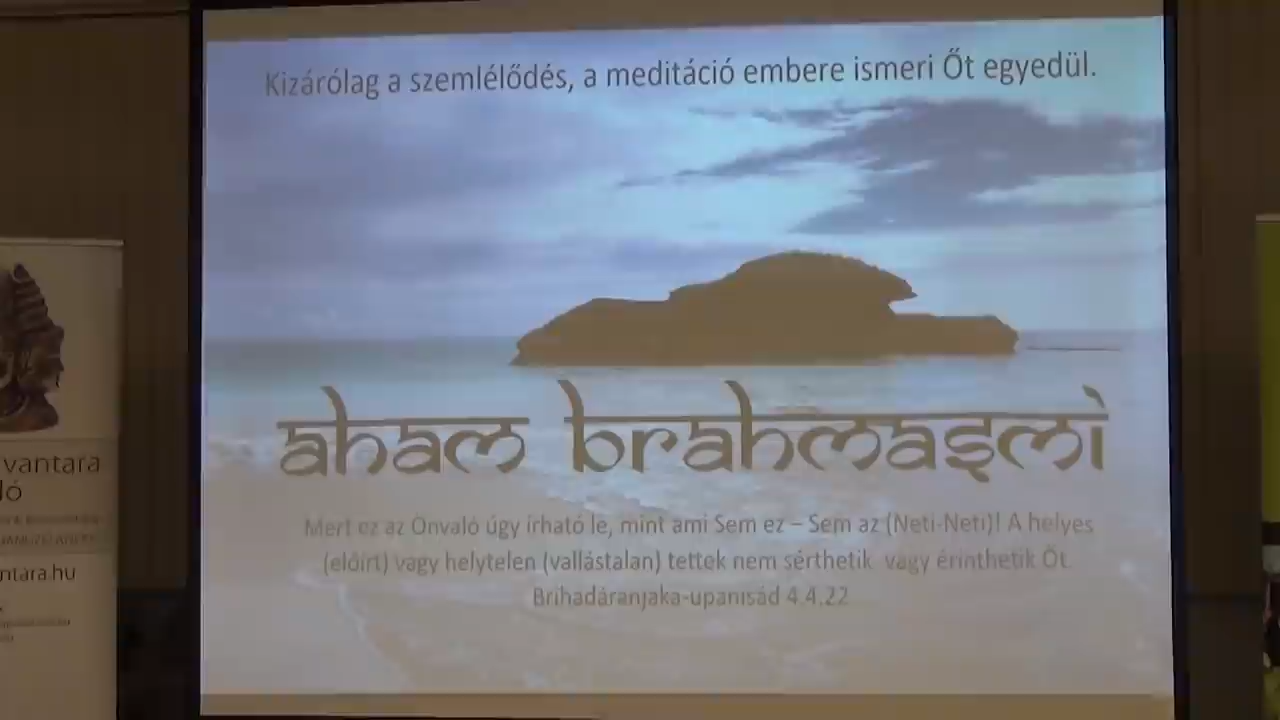 Kizárólag a szemlélődés, a meditáció embere ismeri Őt egyedül.
aham brahmasmi
Mert ez az Önvaló úgy írható le, mint ami Sem ez – Sem az (Neti-Neti)! A helyes
(előírt) vagy helytelen (vallástalan) tettek nem sérthetik vagy érinthetik Őt.
Brihadáranjaka-upanisád 4.4.22
vantara
ló
ntara.hu